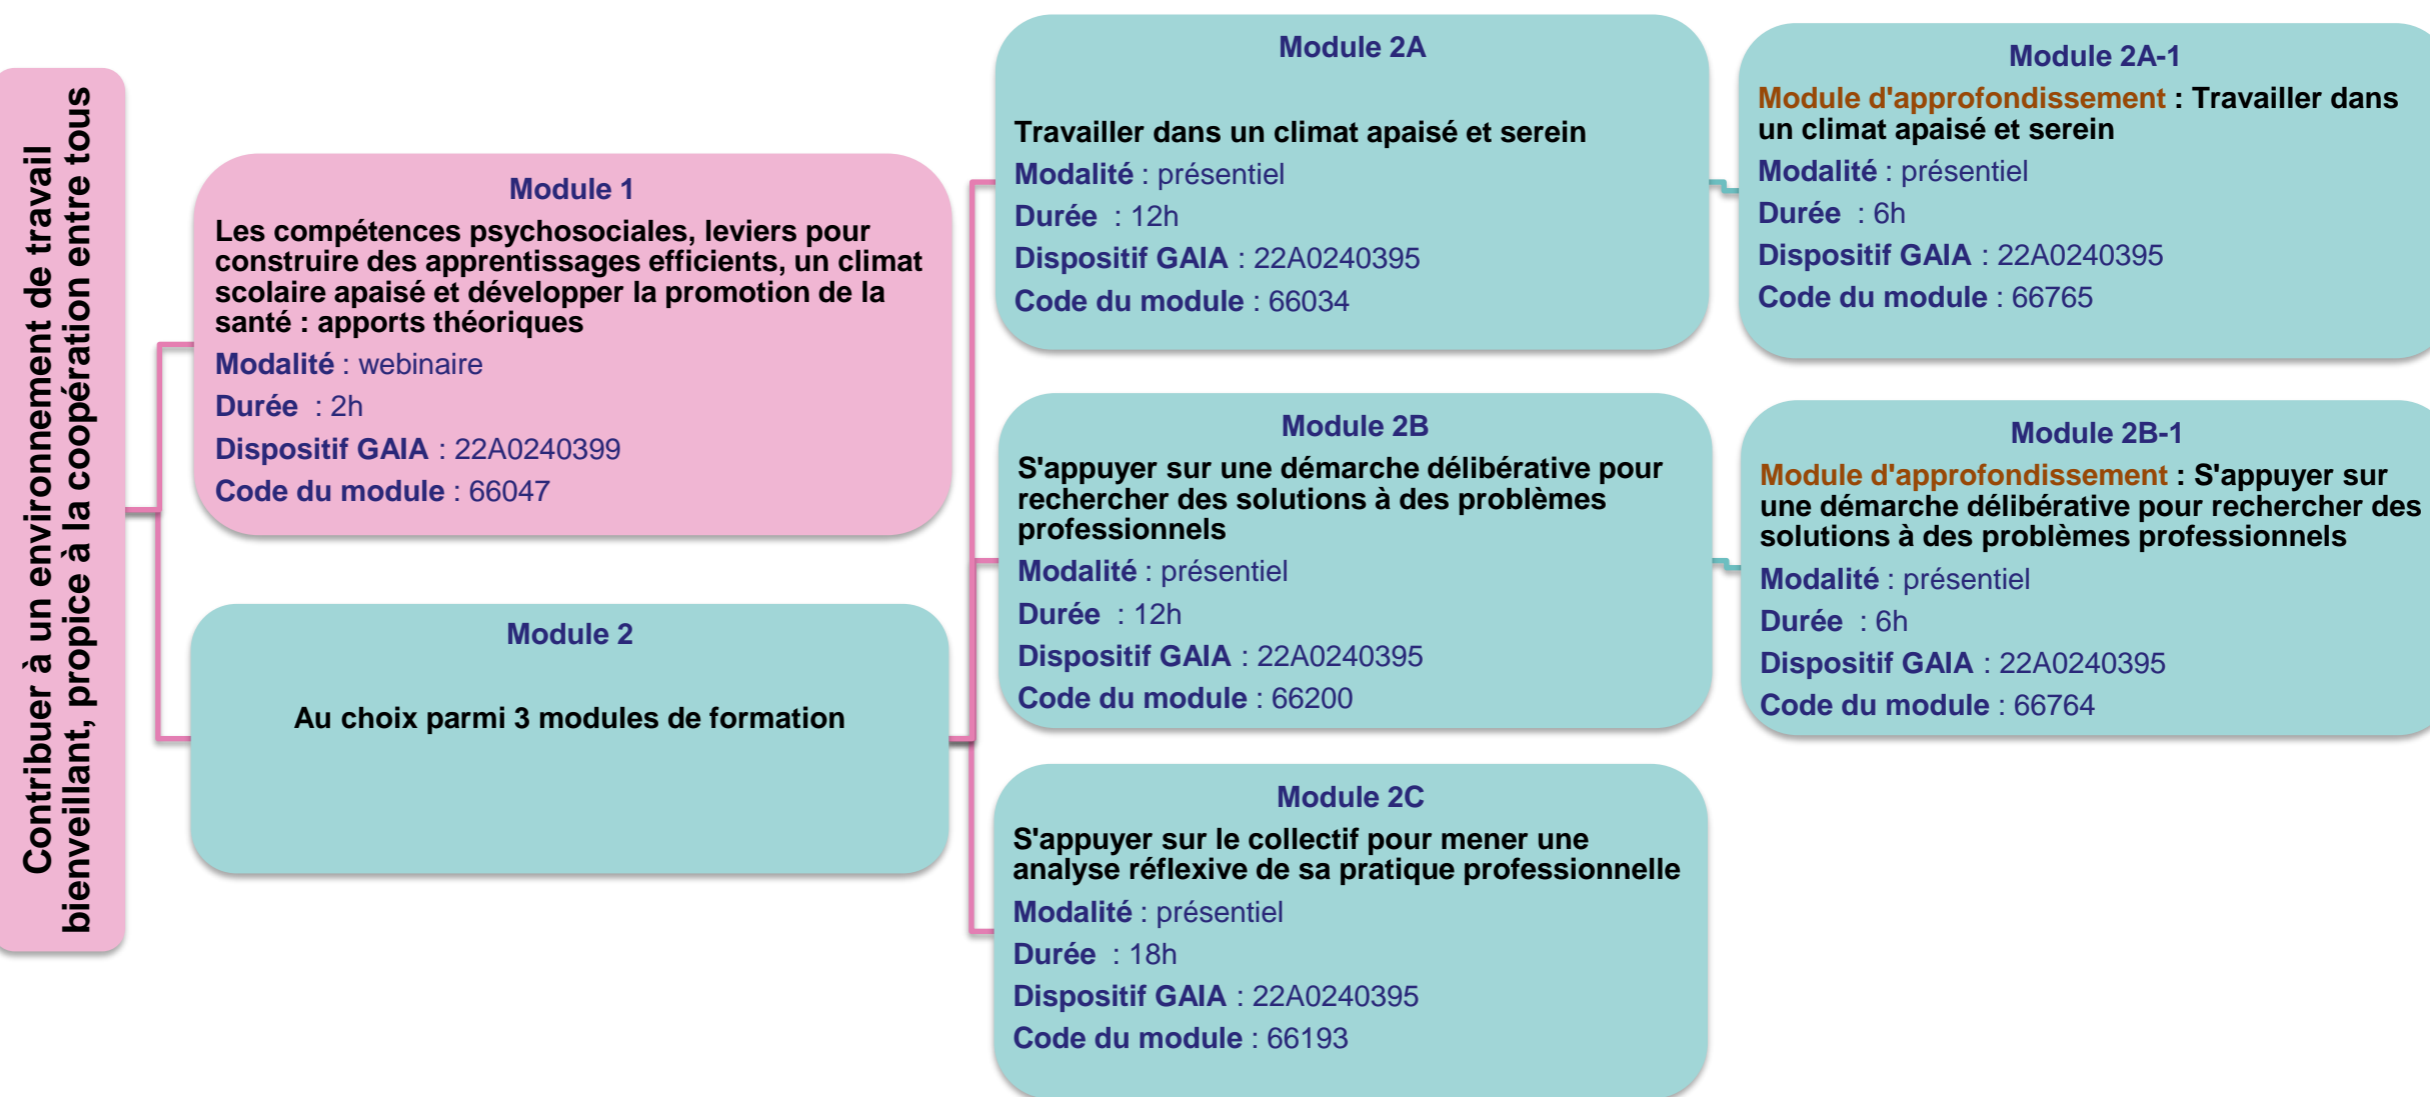 Contribuer à un environnement de travail
bienveillant, propice à la coopération entre tous
Module 1
Les compétences psychosociales, leviers pour
construire des apprentissages efficients, un climat
scolaire apaisé et développer la promotion de la
santé : apports théoriques
Modalité : webinaire
Durée  : 2h
Dispositif GAIA : 22A0240399
Code du module : 66047
Module 2
Au choix parmi 3 modules de formation
Module 2A
Travailler dans un climat apaisé et serein
Modalité : présentiel
Durée  : 12h
Dispositif GAIA : 22A0240395
Code du module : 66034
Module 2A-1
Module d'approfondissement : Travailler dans
un climat apaisé et serein
Modalité : présentiel
Durée  : 6h
Dispositif GAIA : 22A0240395
Code du module : 66765
Module 2B
S'appuyer sur une démarche délibérative pour
rechercher des solutions à des problèmes
professionnels
Modalité : présentiel
Durée  : 12h
Dispositif GAIA : 22A0240395
Code du module : 66200
Module 2B-1
Module d'approfondissement : S'appuyer sur
une démarche délibérative pour rechercher des
solutions à des problèmes professionnels
Modalité : présentiel
Durée  : 6h
Dispositif GAIA : 22A0240395
Code du module : 66764
Module 2C
S'appuyer sur le collectif pour mener une
analyse réflexive de sa pratique professionnelle
Modalité : présentiel
Durée  : 18h
Dispositif GAIA : 22A0240395
Code du module : 66193